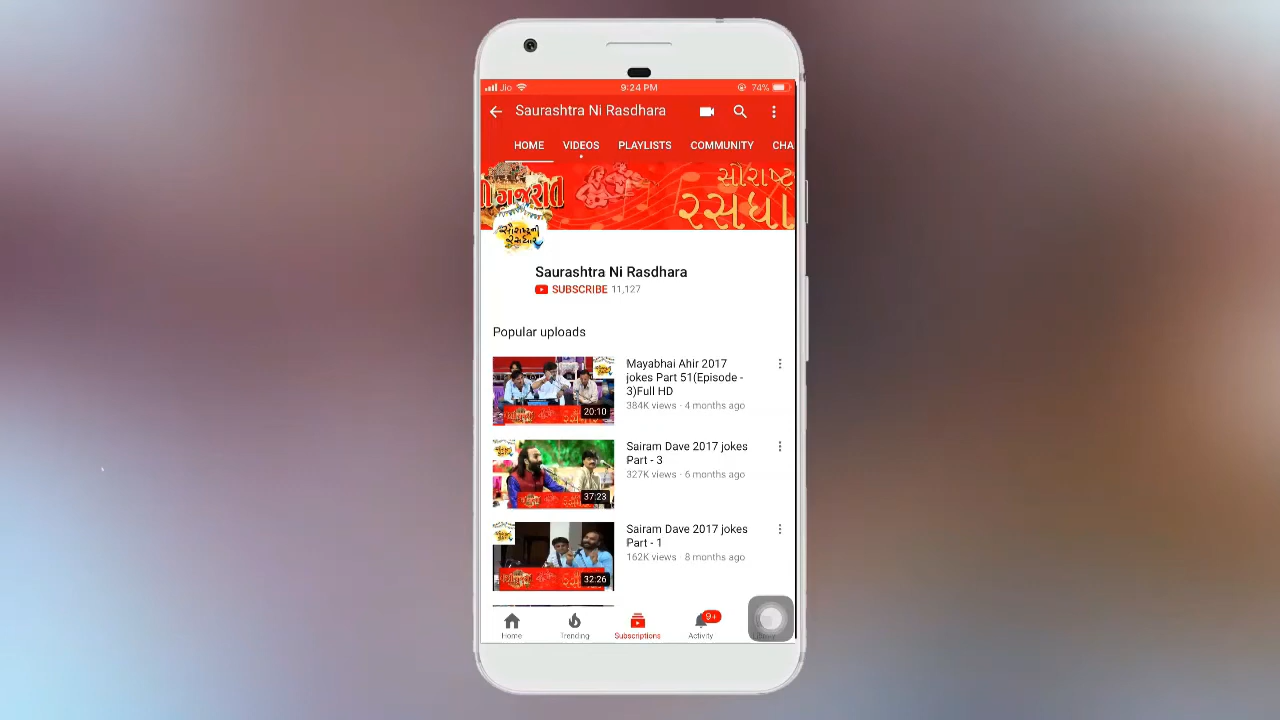 Jio
9:24 PM
74%
Saurashtra Ni Rasdhara
HOME
VIDEOS
PLAYLISTS
COMMUNITY
CHA
સૌરાષ્ટ્ર
રસધા
Saurashtra Ni Rasdhara
SUBSCRIBE 11,127
Popular uploads
Mayabhai Ahir 2017
jokes Part 51(Episode -
3)Full HD
384K views · 4 months ago
20:10
Sairam Dave 2017 jokes
Part - 3
327K views · 6 months ago
37:23
Sairam Dave 2017 jokes
Part - 1
162K views · 8 months ago
32:26
9+
Home
Trending
Subscriptions
Activity